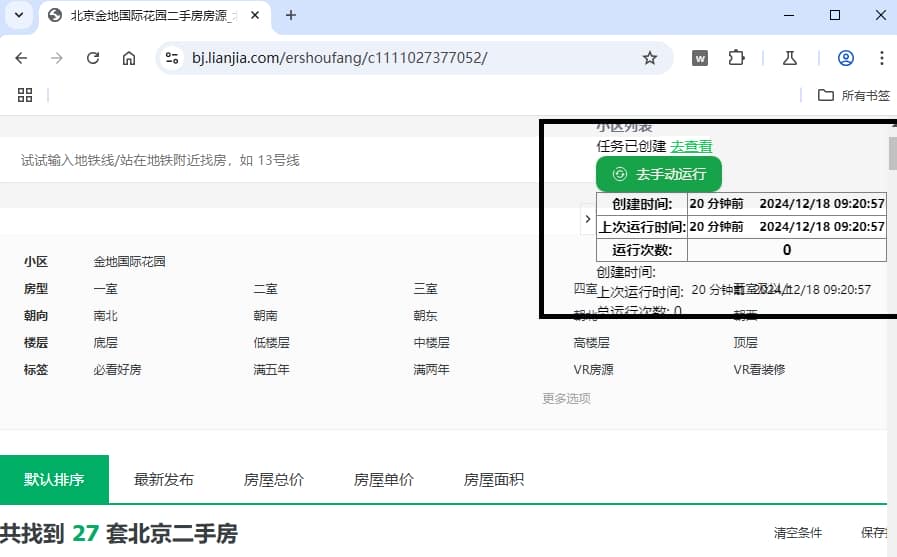 北京金地国际花园二手房房源_
bj.lianjia.com/ershoufang/c1111027377052/
w
所有书签
小区列表
试试输入地铁线/站在地铁附近找房，如 13号线
任务已创建 去查看
去手动运行
创建时间: 20 分钟前 2024/12/18 09:20:57
上次运行时间: 20 分钟前 2024/12/18 09:20:57
运行次数: 0
小区 金地国际花园
创建时间:
房型 一室 二室 三室 四室 五室及以上
上次运行时间: 20 分钟前 2024/12/18 09:20:57
总运行次数: 0
朝向 南北 朝南 朝东 朝北 朝西
楼层 底层 低楼层 中楼层 高楼层 顶层
标签 必看好房 满五年 满两年 VR房源 VR看装修
更多选项
默认排序 最新发布 房屋总价 房屋单价 房屋面积
共找到 27 套北京二手房
清空条件 保存